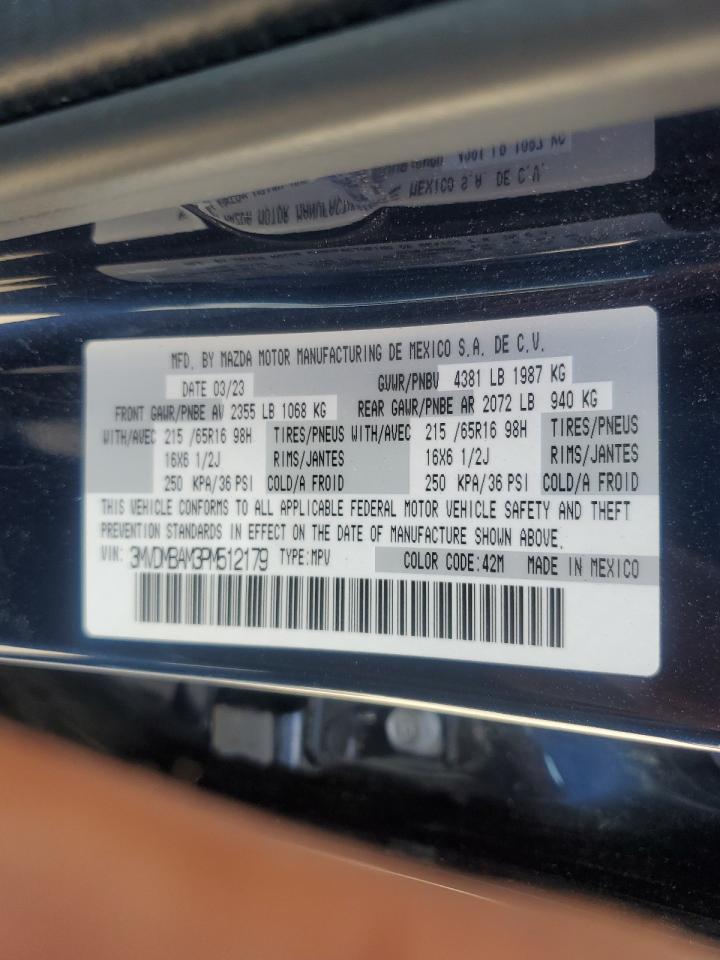 MFD. BY MAZDA MOTOR MANUFACTURING DE MEXICO S.A. DE C.V.
DATE 03/23 GVWR/PNBV 4381 LB 1987 KG
FRONT GAWR/PNBE AV 2355 LB 1068 KG REAR GAWR/PNBE AR 2072 LB 940 KG
WITH/AVEC 215 /65R16 98H TIRES/PNEUS WITH/AVEC 215 /65R16 98H TIRES/PNEUS
16X6 1/2J RIMS/JANTES 16X6 1/2J RIMS/JANTES
250 KPA/36 PSI COLD/A FROID 250 KPA/36 PSI COLD/A FROID
THIS VEHICLE CONFORMS TO ALL APPLICABLE FEDERAL MOTOR VEHICLE SAFETY AND THEFT
PREVENTION STANDARDS IN EFFECT ON THE DATE OF MANUFACTURE SHOWN ABOVE.
VIN: 3MVDMBAM3PM512179 TYPE:MPV COLOR CODE:42M MADE IN MEXICO